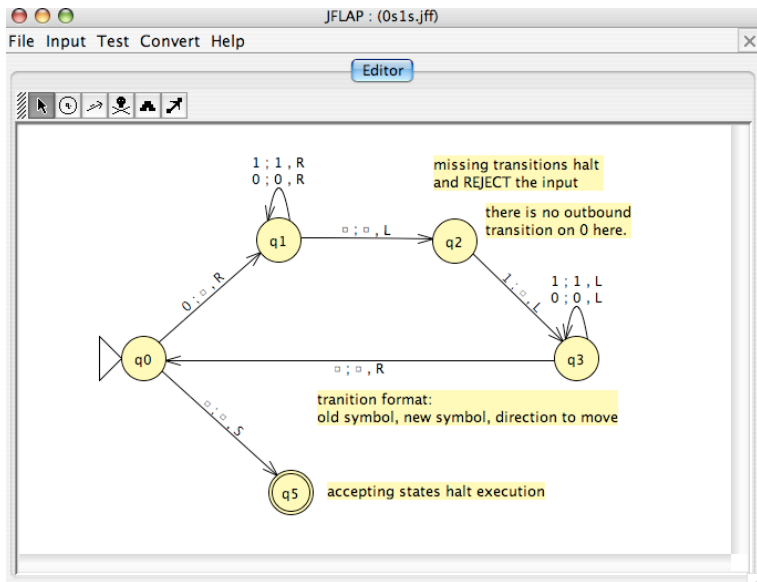 JFLAP : (0s1s.jff)
File Input Test Convert Help
Editor
1 ; 1 , R
0 ; 0 , R
missing transitions halt
and REJECT the input
there is no outbound
transition on 0 here.
q1
□ ; □ , L
q2
0 ; □ , R
1 ; □ , L
1 ; 1 , L
0 ; 0 , L
q0
q3
□ ; □ , R
□ ; □ , S
tranition format:
old symbol, new symbol, direction to move
q5
accepting states halt execution